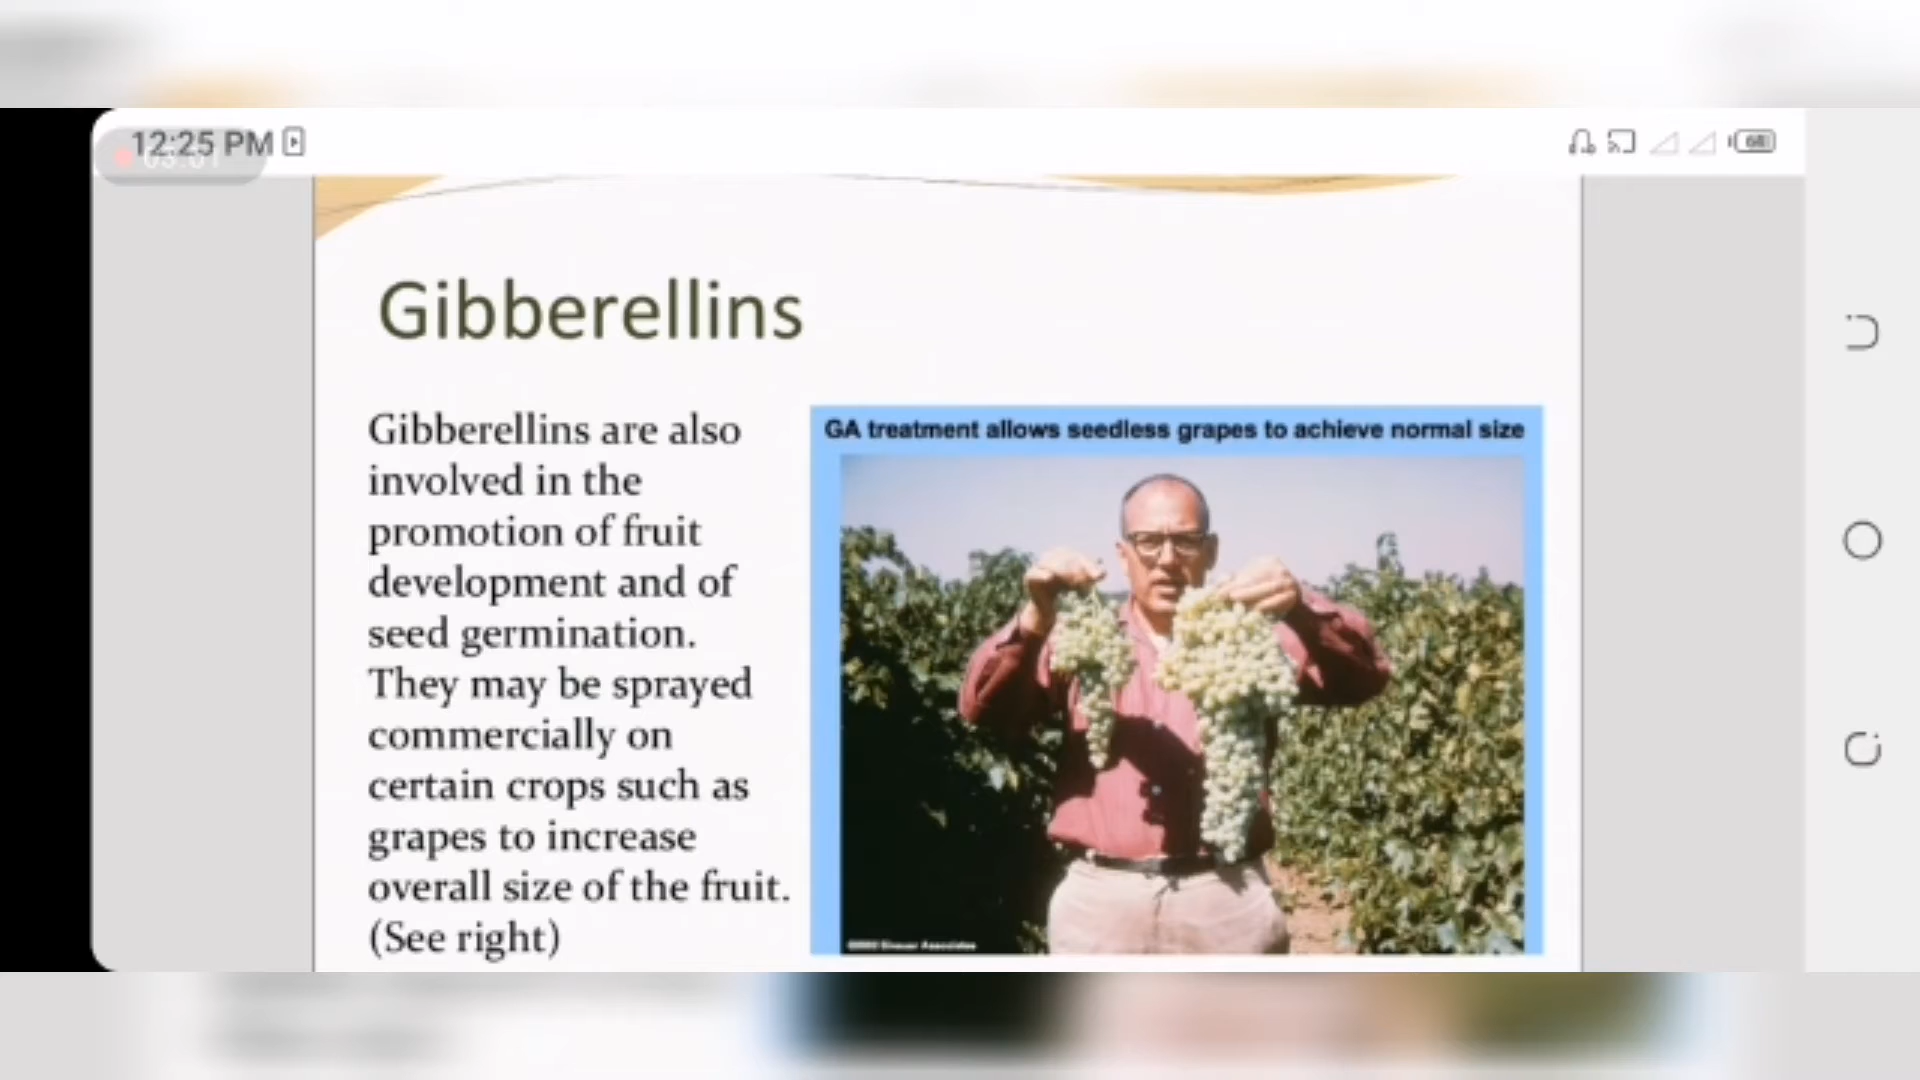 12:25 PM
68
Gibberellins
Gibberellins are also
involved in the
promotion of fruit
development and of
seed germination.
They may be sprayed
commercially on
certain crops such as
grapes to increase
overall size of the fruit.
(See right)
GA treatment allows seedless grapes to achieve normal size